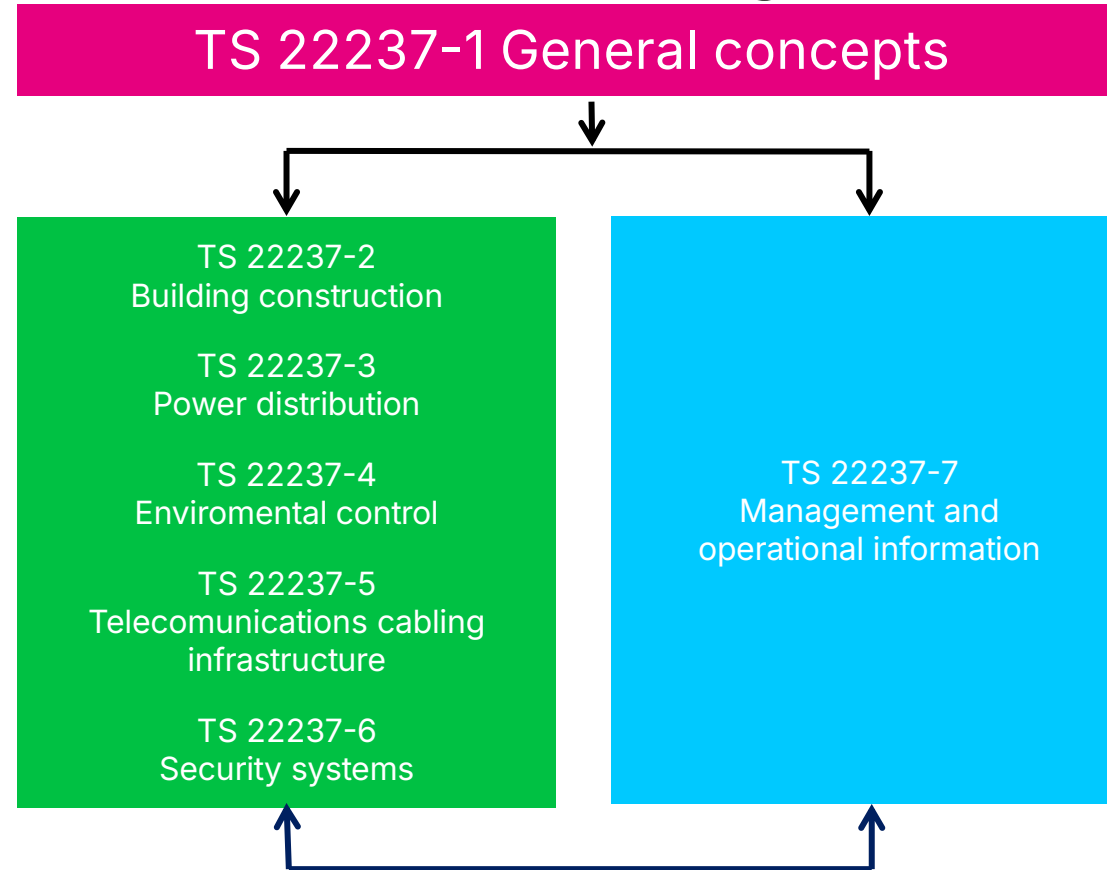 TS 22237-1 General concepts
TS 22237-2
Building construction
TS 22237-3
Power distribution
TS 22237-4
Enviromental control
TS 22237-5
Telecomunications cabling
infrastructure
TS 22237-6
Security systems
TS 22237-7
Management and
operational information